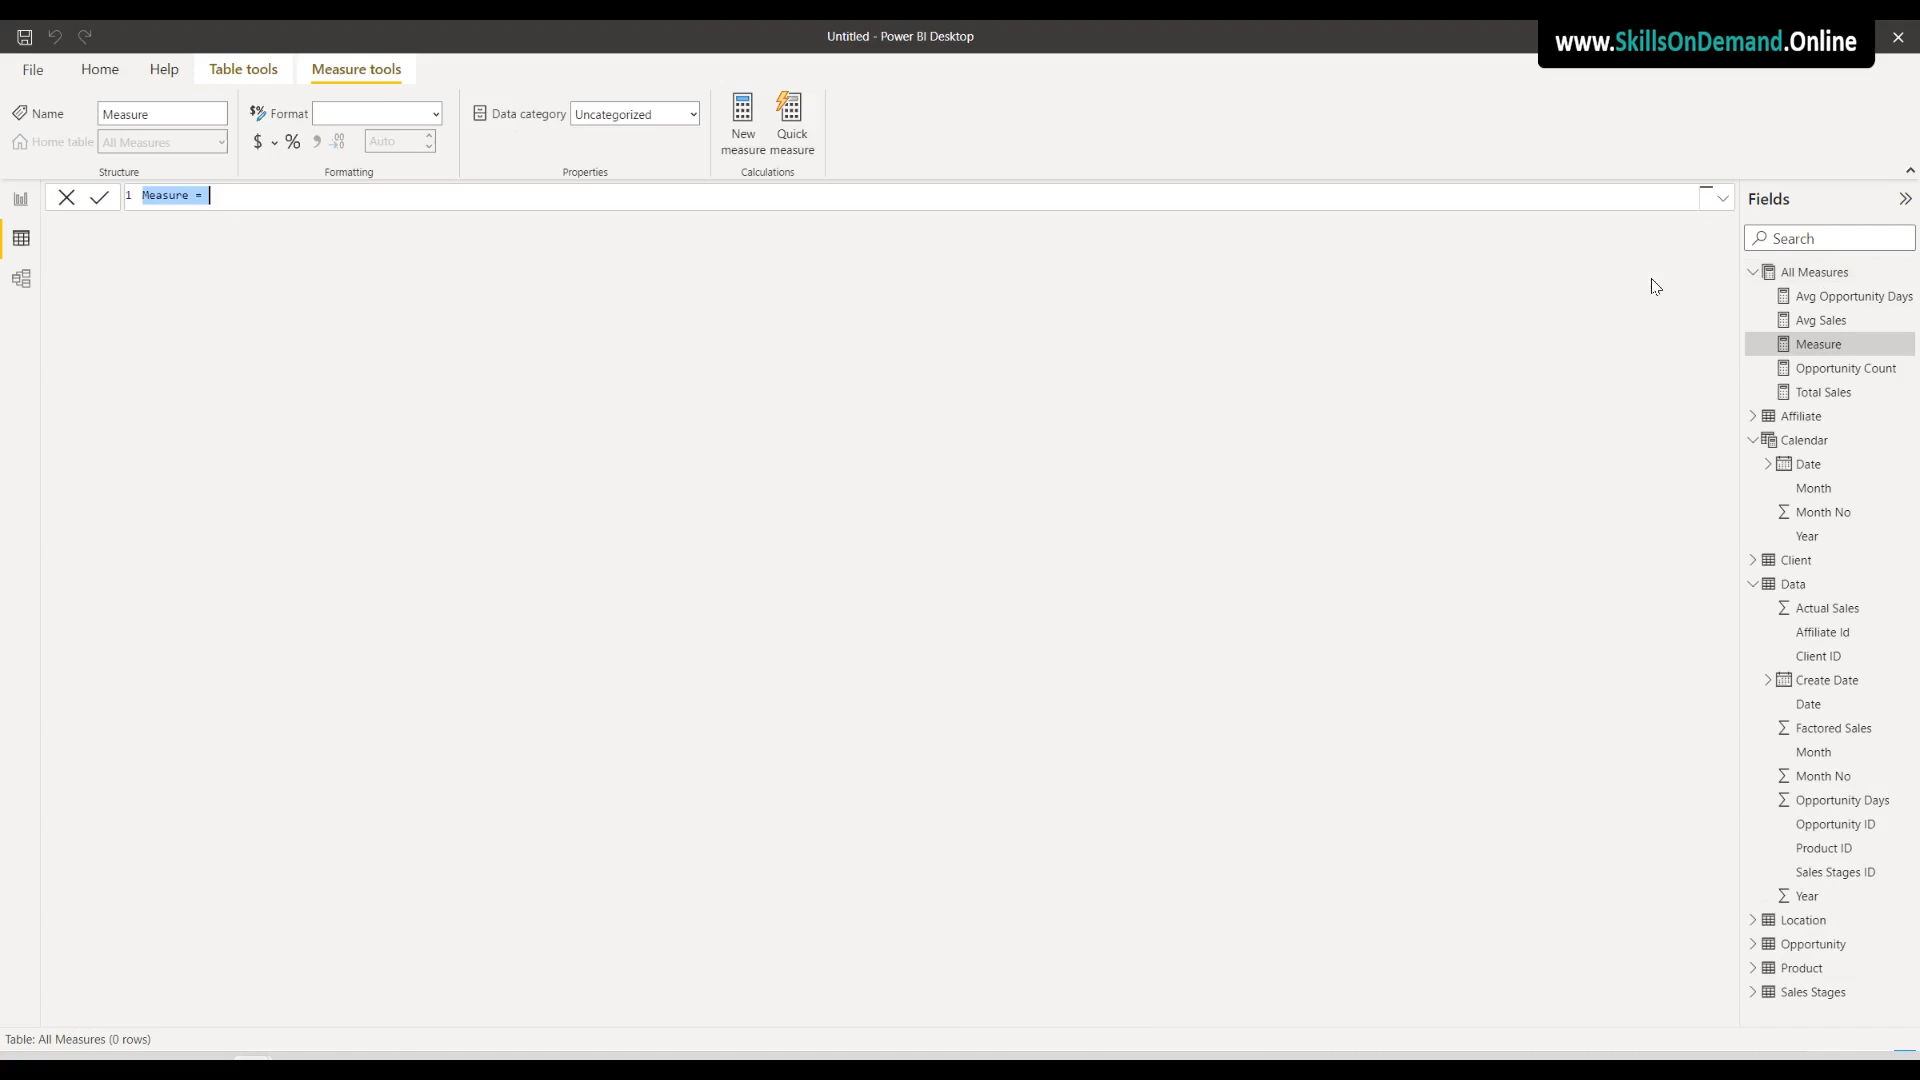 Untitled - Power BI Desktop
www.SkillsOnDemand.Online
File Home Help Table tools Measure tools
Name Measure
Home table All Measures
Structure
$% Format
$ % 9 .00 Auto
Formatting
Data category Uncategorized
Properties
New measure
Quick measure
Calculations
1 Measure =
Fields
Search
All Measures
Avg Opportunity Days
Avg Sales
Measure
Opportunity Count
Total Sales
Affiliate
Calendar
Date
Month
Month No
Year
Client
Data
Actual Sales
Affiliate Id
Client ID
Create Date
Date
Factored Sales
Month
Month No
Opportunity Days
Opportunity ID
Product ID
Sales Stages ID
Year
Location
Opportunity
Product
Sales Stages
Table: All Measures (0 rows)